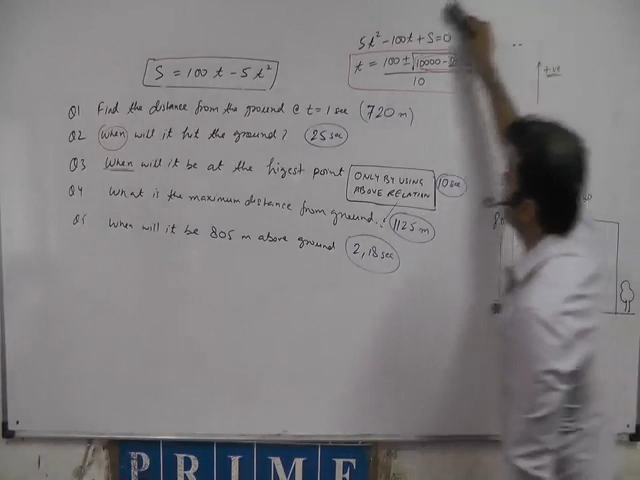 5t² - 100t + S = 0
S = 100 t - 5 t²
t = 100 ± √10000 -
10
+ve
Q1 Find the distance from the ground @ t = 1 sec (720 m)
Q2 When will it hit the ground? 25 sec
Q3 When will it be at the highest point ONLY BY USING ABOVE RELATION 10 sec
Q4 What is the maximum distance from ground. 1125 m
Q5 When will it be 805 m above ground 2, 18 sec
PRIME